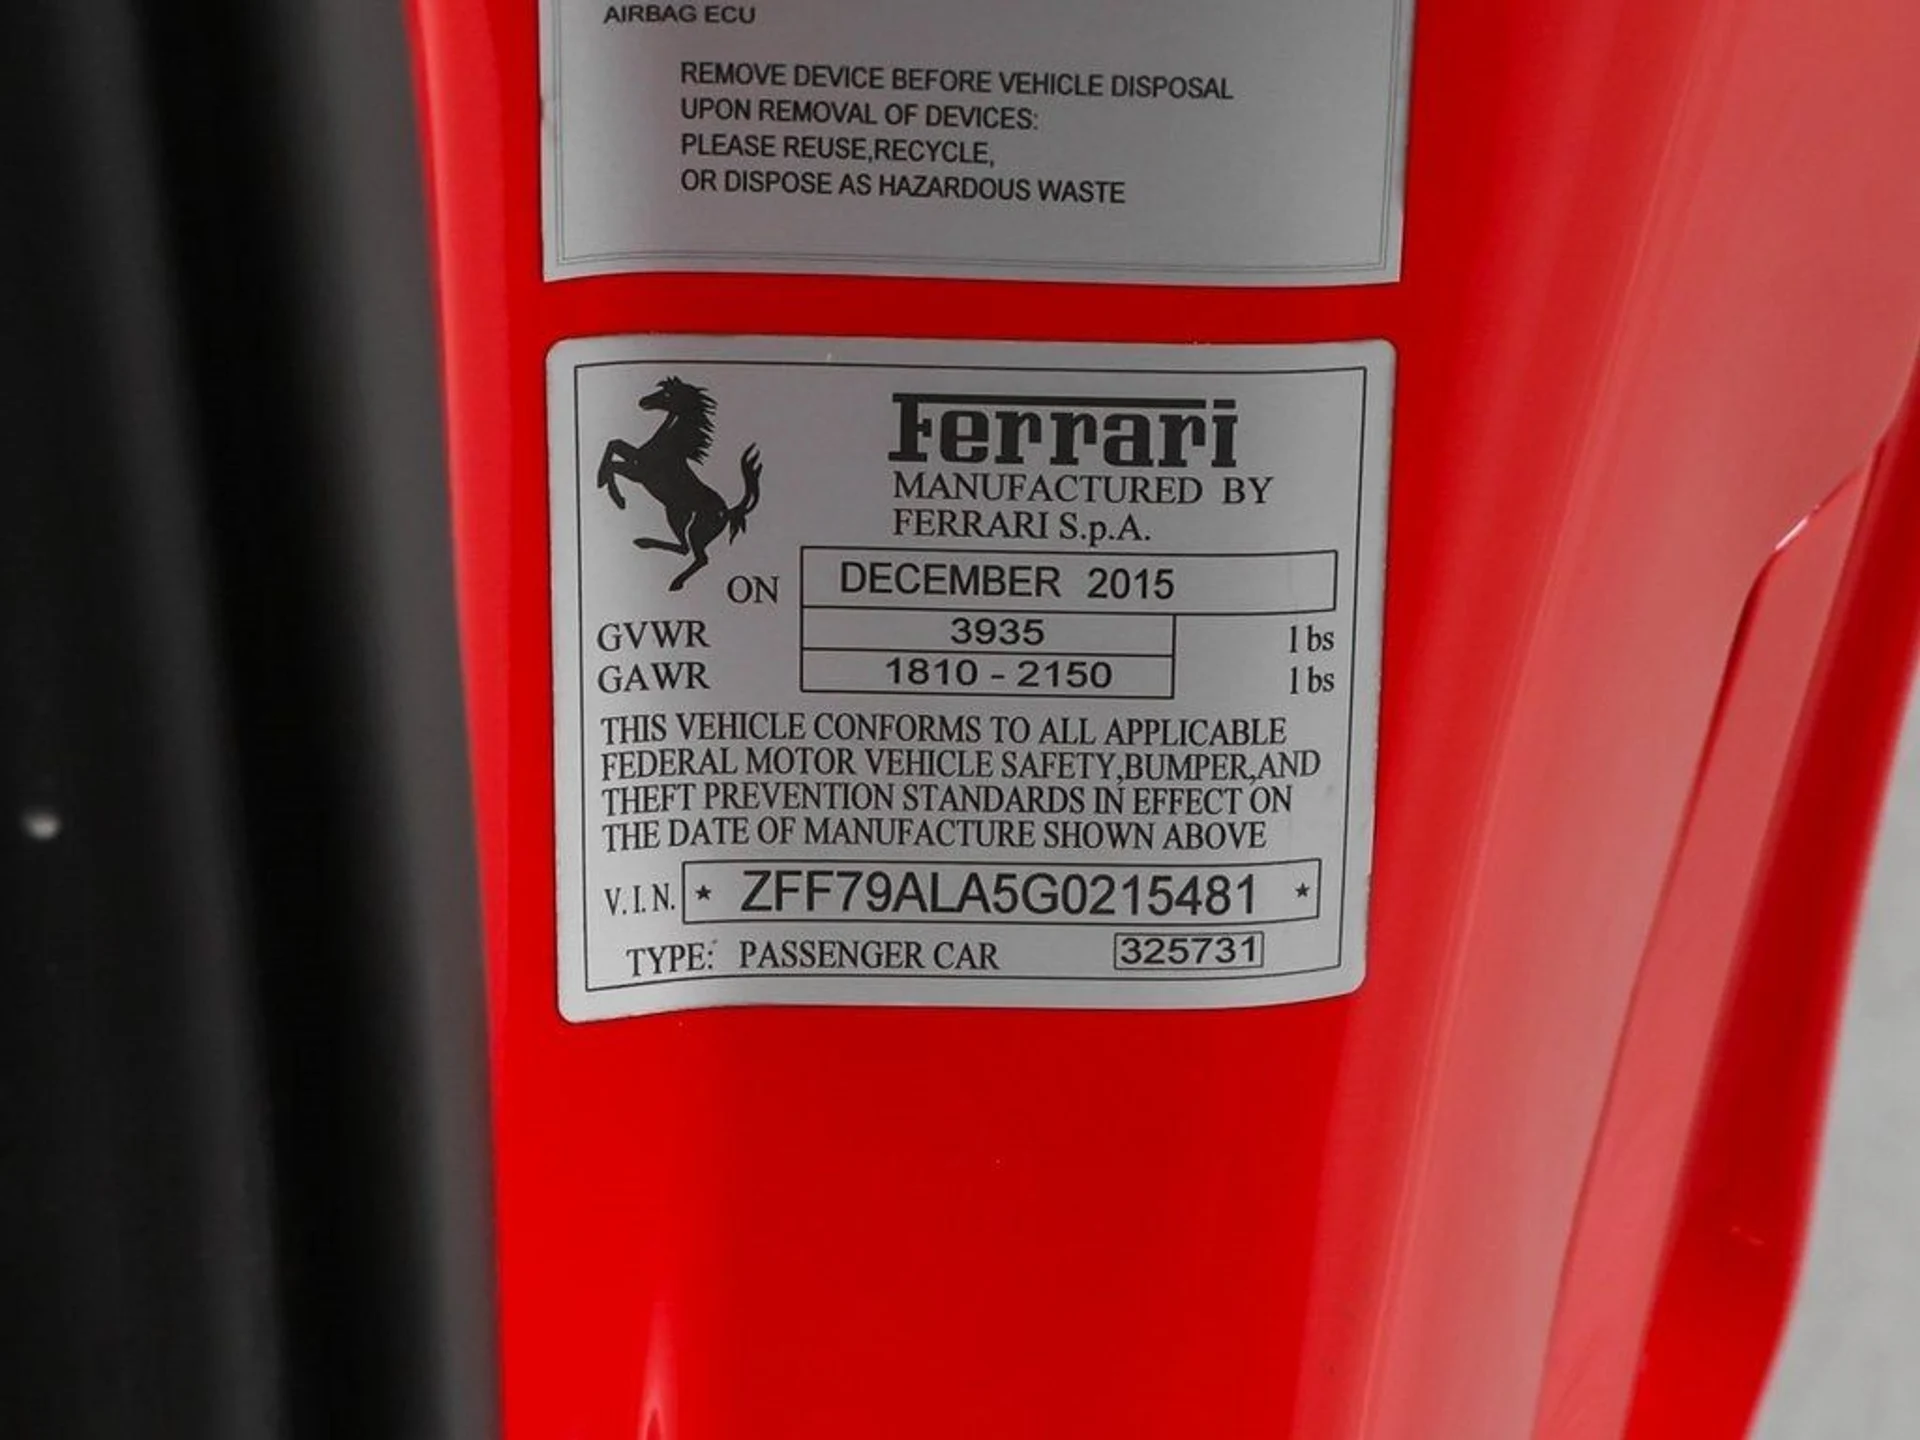 AIRBAG ECU
REMOVE DEVICE BEFORE VEHICLE DISPOSAL
UPON REMOVAL OF DEVICES:
PLEASE REUSE,RECYCLE,
OR DISPOSE AS HAZARDOUS WASTE
Ferrari
MANUFACTURED BY
FERRARI S.p.A.
ON DECEMBER 2015
GVWR 3935 lbs
GAWR 1810 - 2150 lbs
THIS VEHICLE CONFORMS TO ALL APPLICABLE
FEDERAL MOTOR VEHICLE SAFETY,BUMPER,AND
THEFT PREVENTION STANDARDS IN EFFECT ON
THE DATE OF MANUFACTURE SHOWN ABOVE
V.I.N. * ZFF79ALA5G0215481 *
TYPE: PASSENGER CAR 325731